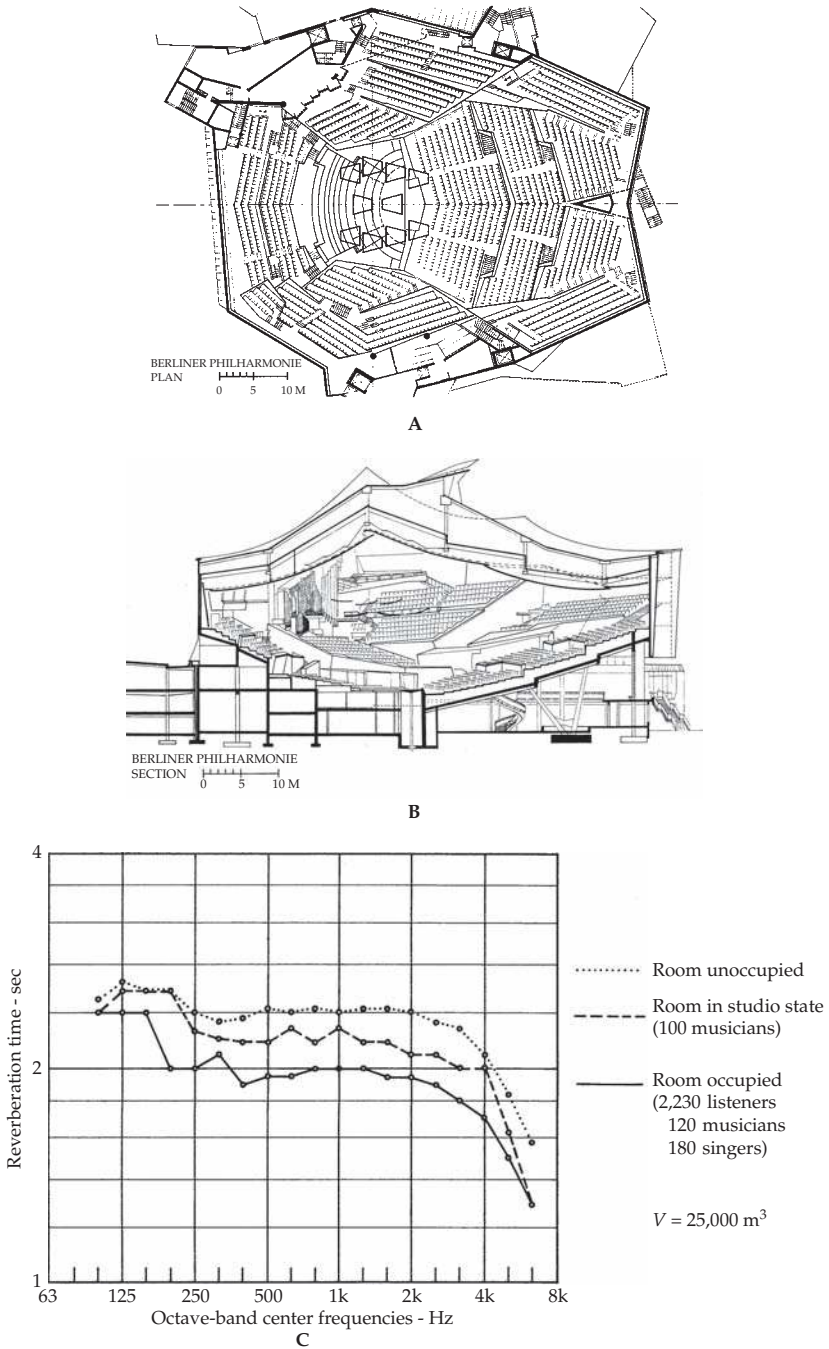 BERLINER PHILHARMONIE
PLAN
0 5 10 M
A
BERLINER PHILHARMONIE
SECTION
0 5 10 M
B
Reverberation time - sec
4
2
1
63 125 250 500 1k 2k 4k 8k
Octave-band center frequencies - Hz
C
Room unoccupied
Room in studio state
(100 musicians)
Room occupied
(2,230 listeners
120 musicians
180 singers)
V = 25,000 m³